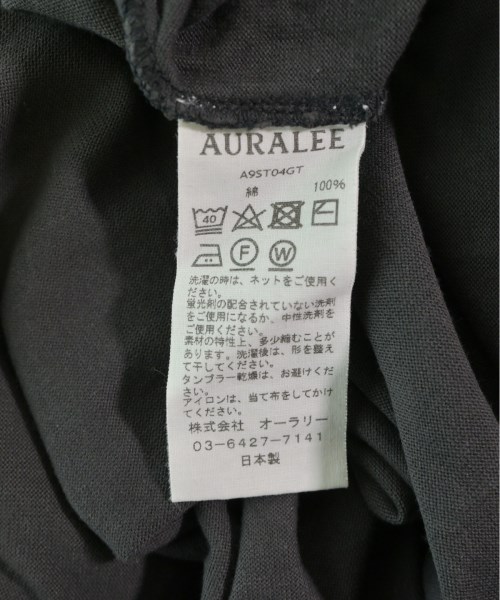 AURALEE
A9ST04GT
綿 100%
40
F W
洗濯の時は、ネットをご使用く
ださい。
蛍光剤の配合されていない洗剤
をご使用になるか、中性洗剤を
ご使用ください。
素材の特性上、多少縮むことが
あります。洗濯後は、形を整え
て干してください。
タンブラー乾燥は、お避けくだ
さい。
アイロンは、当て布をしてかけ
てください。
株式会社 オーラリー
03-6427-7141
日本製